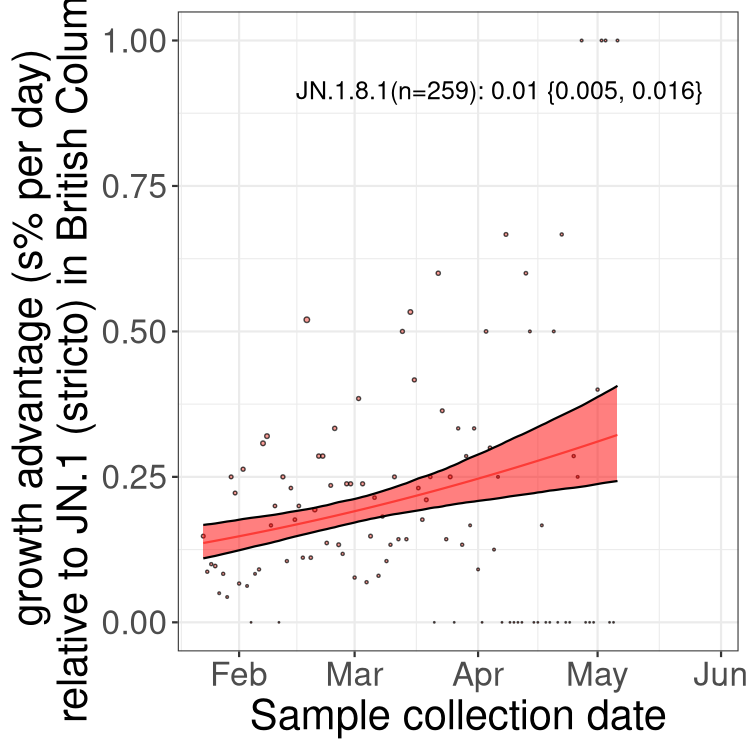 growth advantage (s% per day)
relative to JN.1 (stricto) in British Colum
1.00
0.75
0.50
0.25
0.00
JN.1.8.1(n=259): 0.01 {0.005, 0.016}
Feb Mar Apr May Jun
Sample collection date